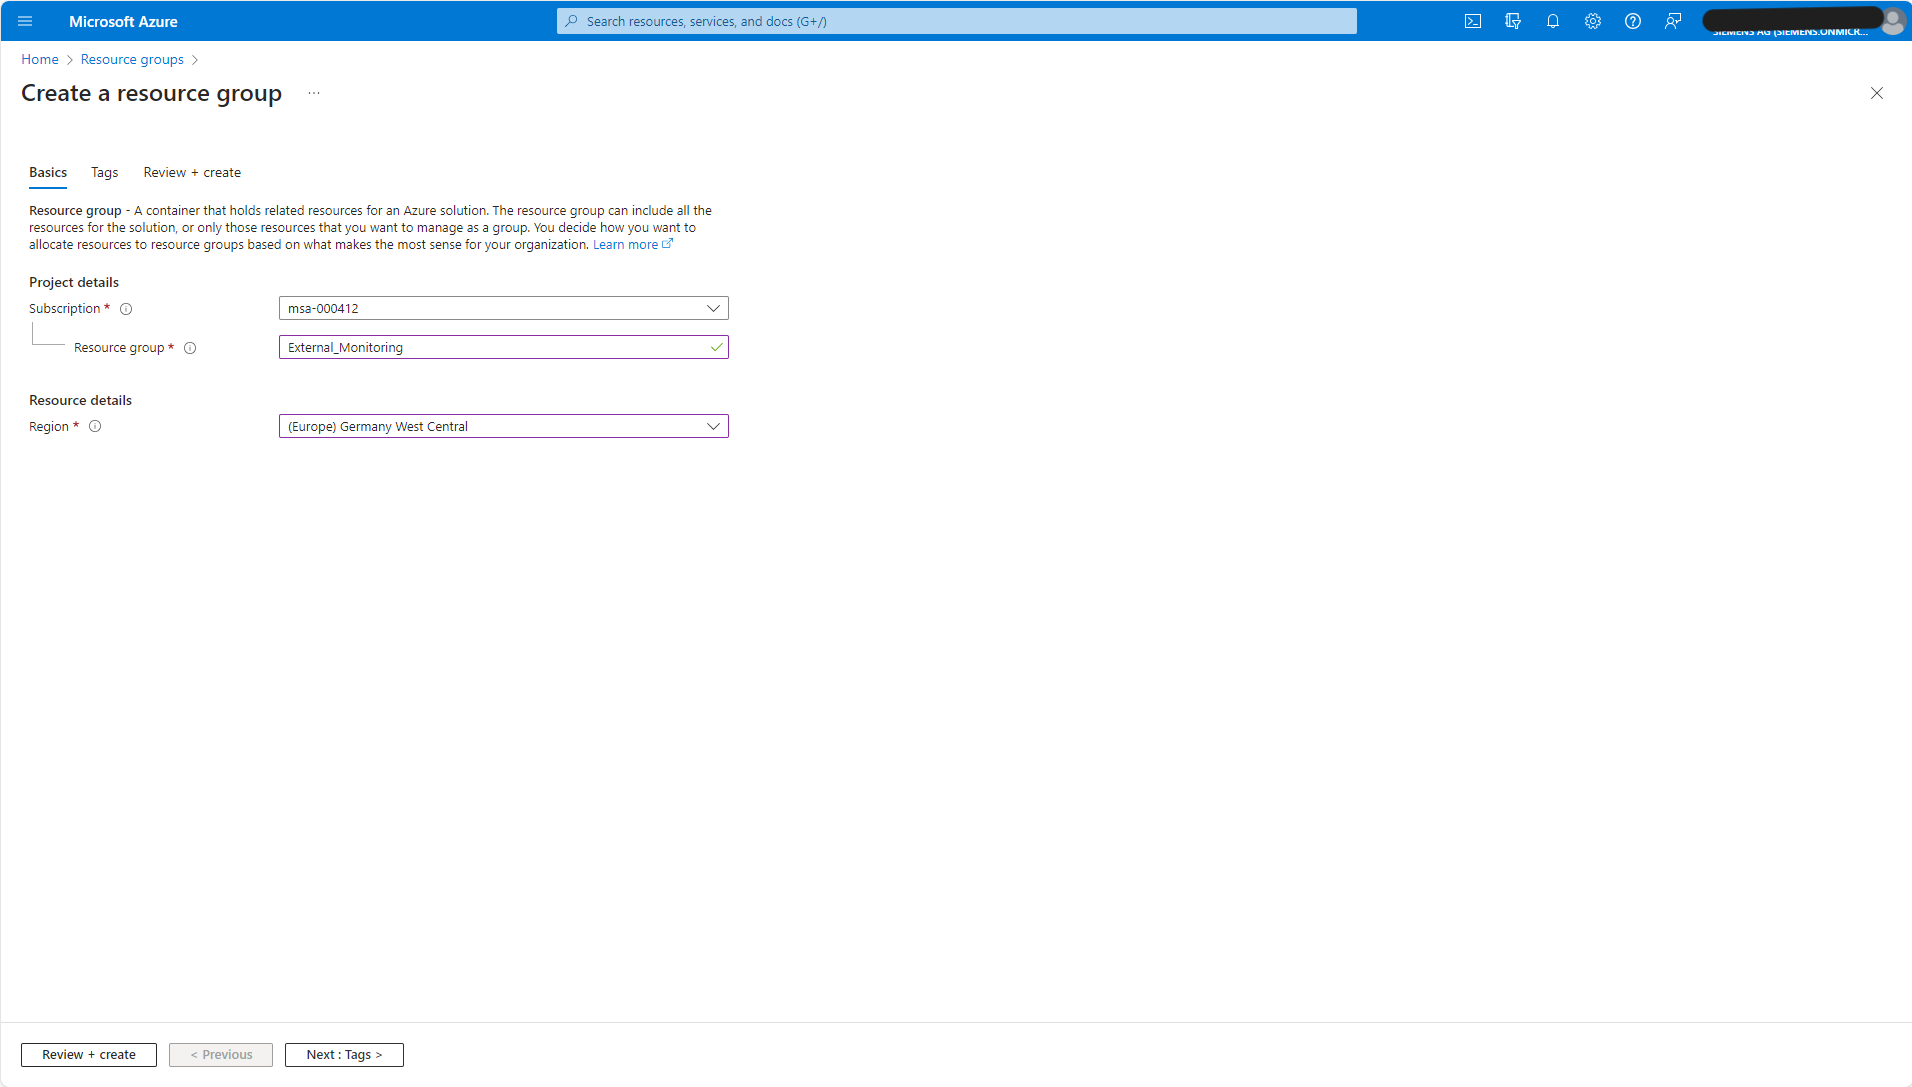 Microsoft Azure
Search resources, services, and docs (G+/)
SIEMENS AG (SIEMENS.ONMICR...
Home > Resource groups >
Create a resource group ...
Basics Tags Review + create
Resource group - A container that holds related resources for an Azure solution. The resource group can include all the
resources for the solution, or only those resources that you want to manage as a group. You decide how you want to
allocate resources to resource groups based on what makes the most sense for your organization. Learn more
Project details
Subscription * msa-000412
Resource group * External_Monitoring
Resource details
Region * (Europe) Germany West Central
Review + create < Previous Next : Tags >